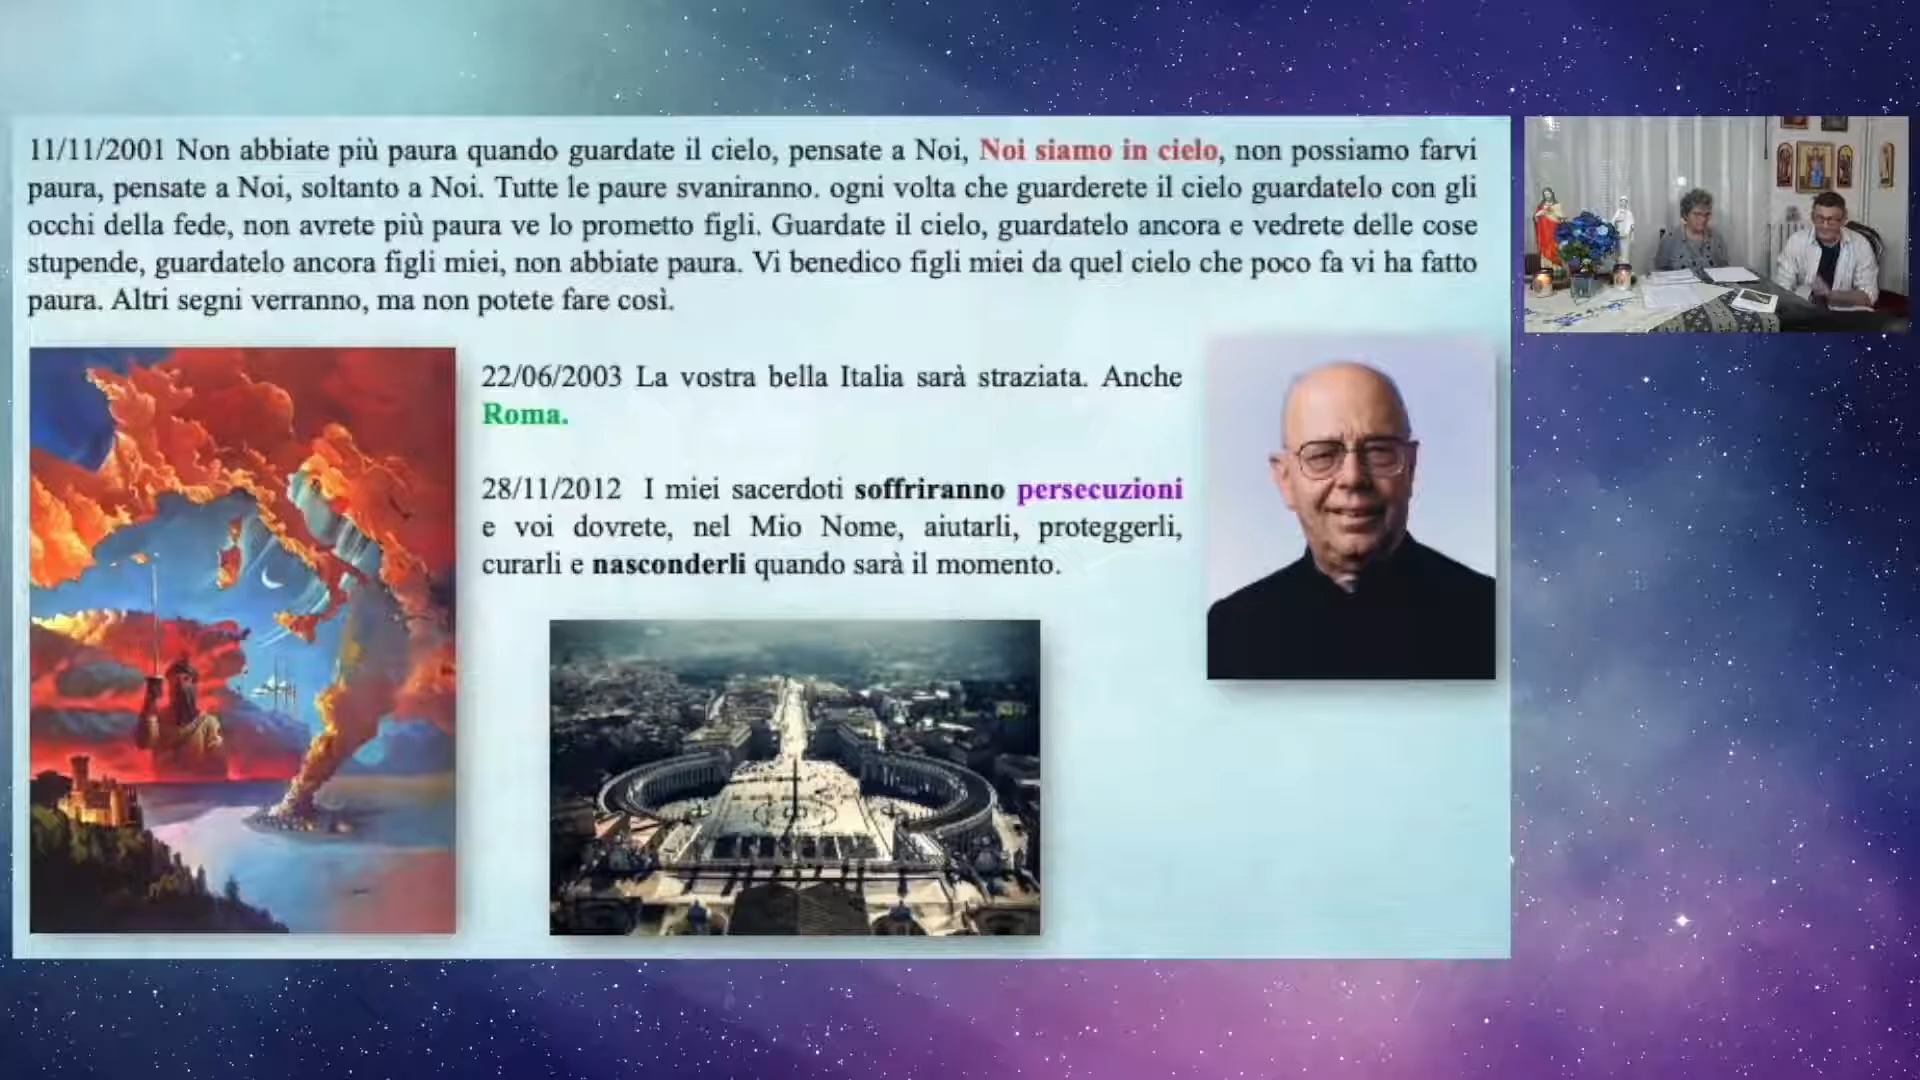 11/11/2001 Non abbiate più paura quando guardate il cielo, pensate a Noi, Noi siamo in cielo, non possiamo farvi
paura, pensate a Noi, soltanto a Noi. Tutte le paure svaniranno. ogni volta che guarderete il cielo guardatelo con gli
occhi della fede, non avrete più paura ve lo prometto figli. Guardate il cielo, guardatelo ancora e vedrete delle cose
stupende, guardatelo ancora figli miei, non abbiate paura. Vi benedico figli miei da quel cielo che poco fa vi ha fatto
paura. Altri segni verranno, ma non potete fare così.
22/06/2003 La vostra bella Italia sarà straziata. Anche
Roma.
28/11/2012 I miei sacerdoti soffriranno persecuzioni
e voi dovrete, nel Mio Nome, aiutarli, proteggerli,
curarli e nasconderli quando sarà il momento.